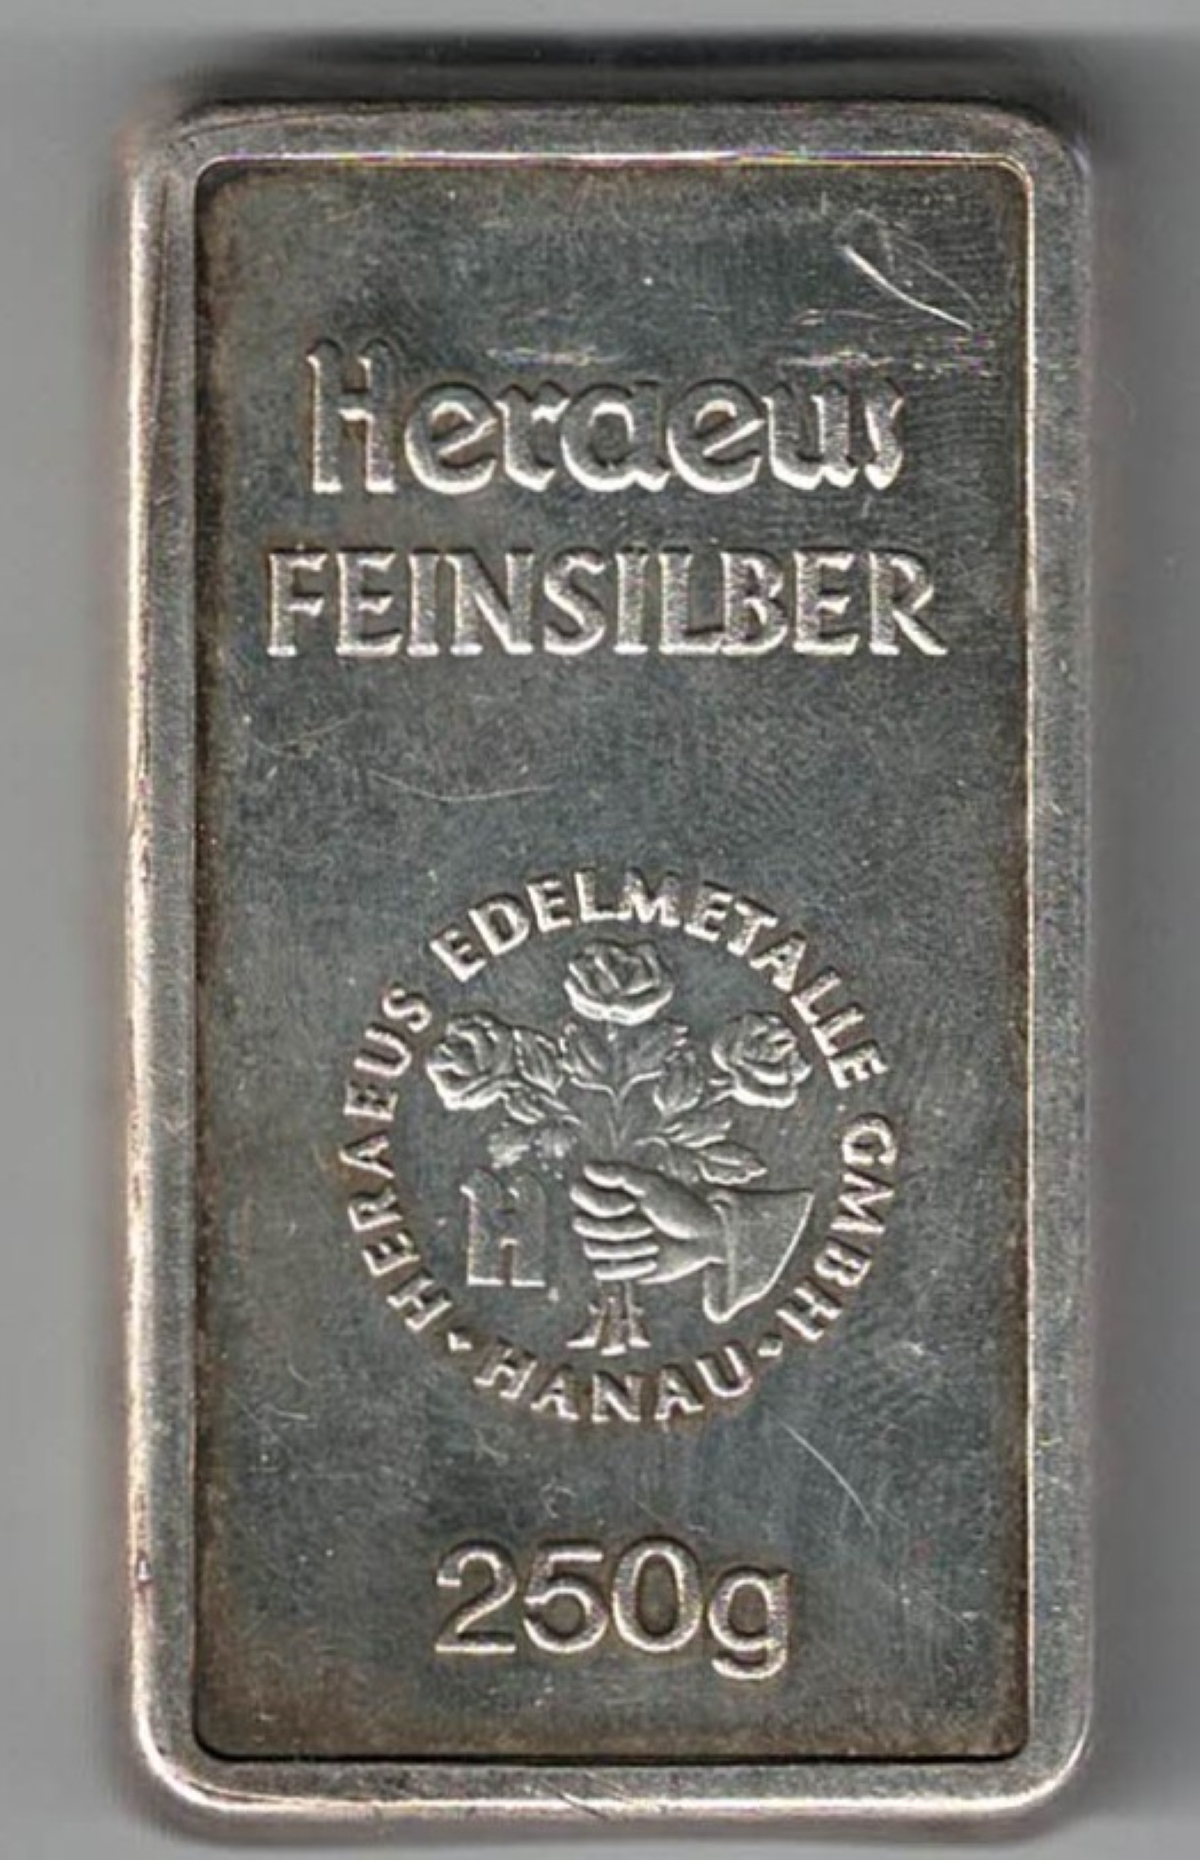 Heraeus
FEINSILBER
HERAEUS EDELMETALLE GMBH
H
• HANAU •
250g